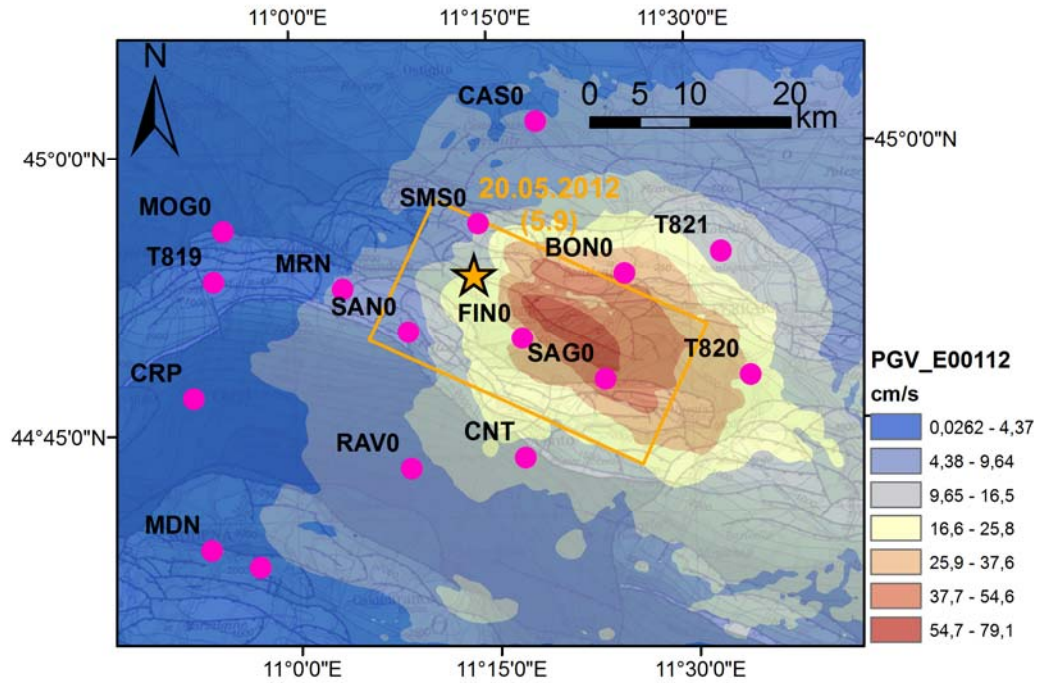 11°0'0"E 11°15'0"E 11°30'0"E
N
CAS0
0 5 10 20
km
45°0'0"N
45°0'0"N
SMS0
20.05.2012
(5.9)
MOG0
T821
T819
MRN
BON0
SAN0
FIN0
SAG0
T820
CRP
PGV_E00112
cm/s
0,0262 - 4,37
4,38 - 9,64
9,65 - 16,5
16,6 - 25,8
25,9 - 37,6
37,7 - 54,6
54,7 - 79,1
44°45'0"N
RAV0
CNT
MDN
11°0'0"E 11°15'0"E 11°30'0"E